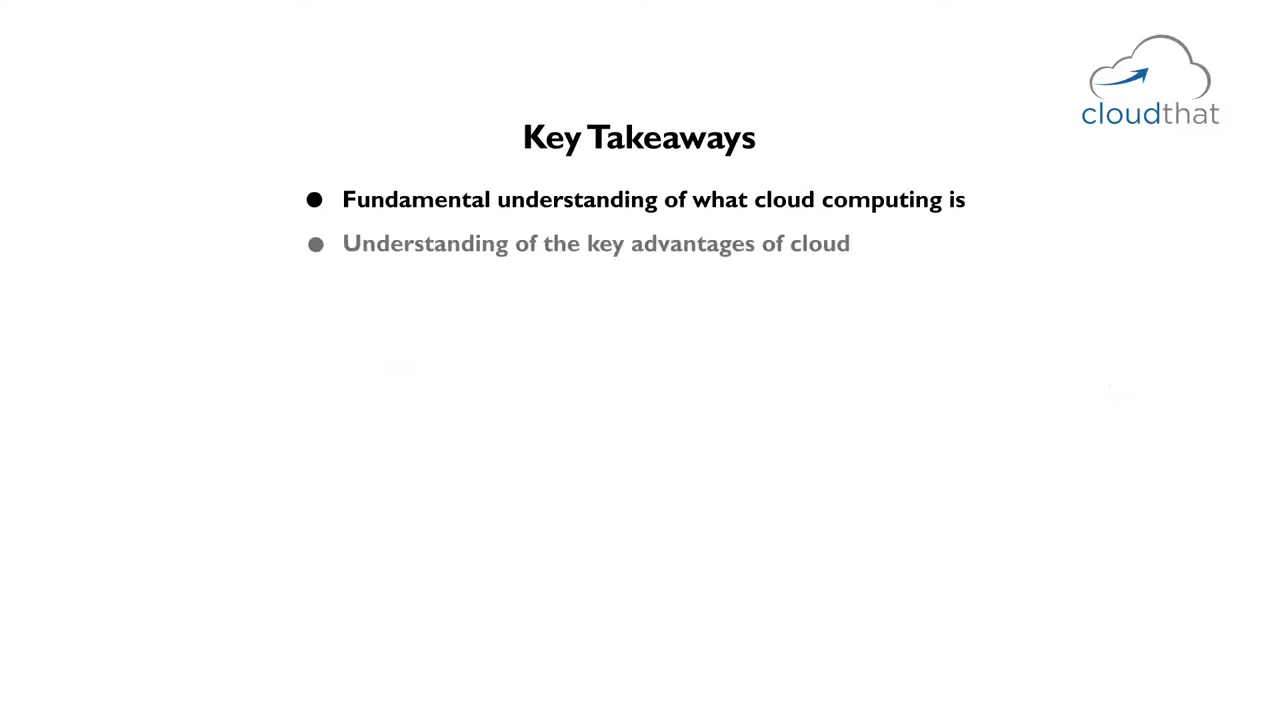 cloudthat
Key Takeaways
● Fundamental understanding of what cloud computing is
● Understanding of the key advantages of cloud